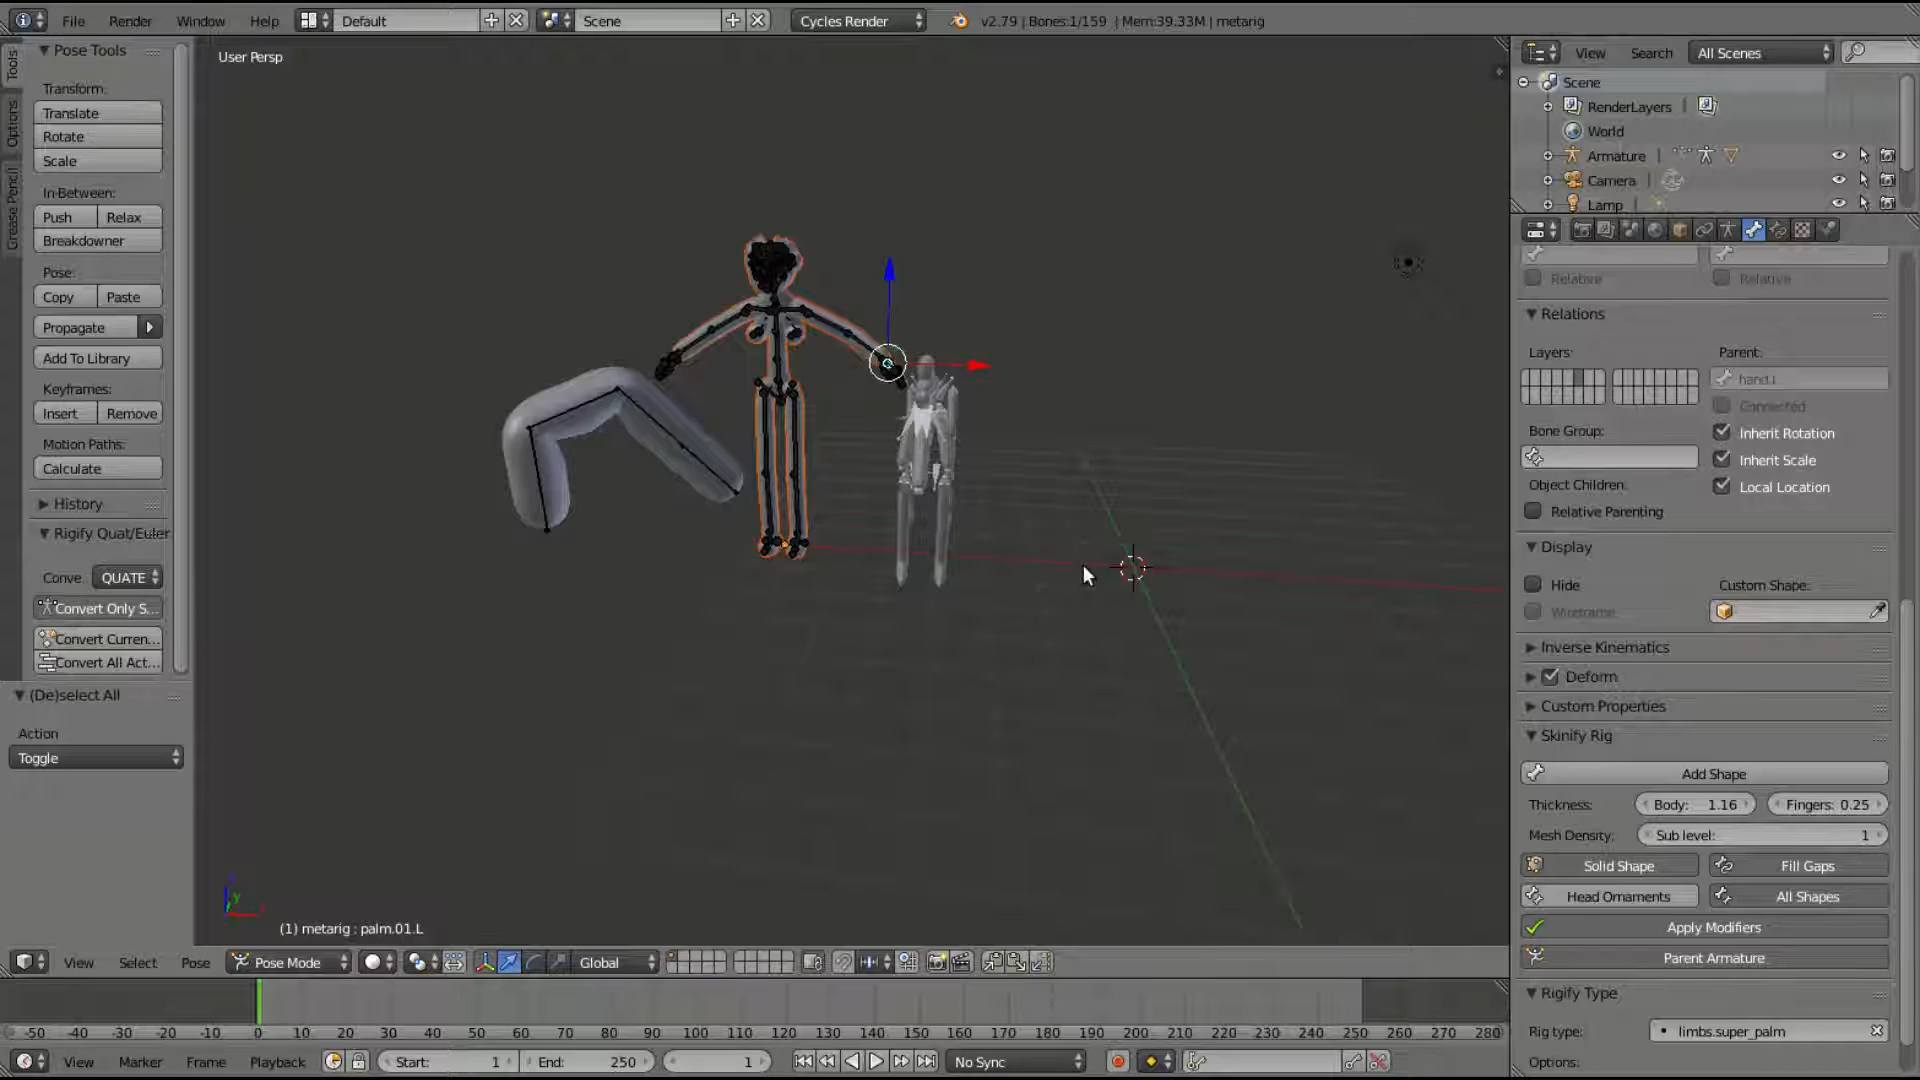 File Render Window Help Default Scene Cycles Render v2.79 | Bones:1/159 | Mem:39.33M | metarig
Tools
Options
Grease Pencil
Pose Tools
Transform:
Translate
Rotate
Scale
In-Between:
Push Relax
Breakdowner
Pose:
Copy Paste
Propagate
Add To Library
Keyframes:
Insert Remove
Motion Paths:
Calculate
History
Rigify Quat/Euler
Conve QUATE
Convert Only S...
Convert Curren...
Convert All Act...
(De)select All
Action
Toggle
User Persp
(1) metarig : palm.01.L
View Select Pose Pose Mode Global
View Search All Scenes
Scene
RenderLayers
World
Armature
Camera
Lamp
Relative Relative
Relations
Layers: Parent:
hand.L
Connected
Bone Group: Inherit Rotation
Inherit Scale
Object Children: Local Location
Relative Parenting
Display
Hide Custom Shape:
Wireframe
Inverse Kinematics
Deform
Custom Properties
Skinify Rig
Add Shape
Thickness: Body: 1.16 Fingers: 0.25
Mesh Density: Sub level: 1
Solid Shape Fill Gaps
Head Ornaments All Shapes
Apply Modifiers
Parent Armature
Rigify Type
Rig type: limbs.super_palm
Options:
-50 -40 -30 -20 -10 0 10 20 30 40 50 60 70 80 90 100 110 120 130 140 150 160 170 180 190 200 210 220 230 240 250 260 270 280
View Marker Frame Playback Start: 1 End: 250 1 No Sync